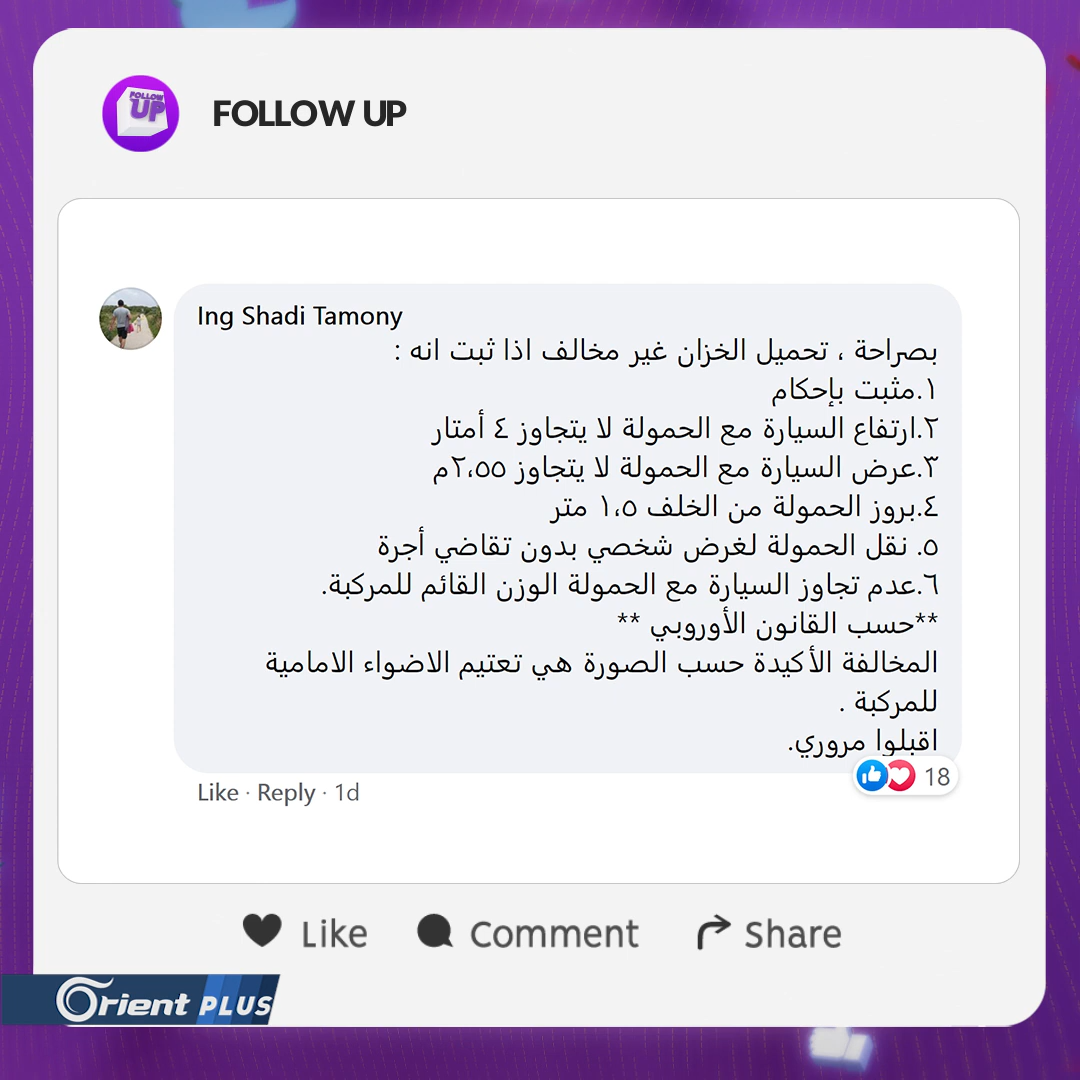 FOLLOW UP
FOLLOW UP
Ing Shadi Tamony
بصراحة ، تحميل الخزان غير مخالف اذا ثبت انه :
١.مثبت بإحكام
٢.ارتفاع السيارة مع الحمولة لا يتجاوز ٤ أمتار
٣.عرض السيارة مع الحمولة لا يتجاوز ٢،٥٥م
٤.بروز الحمولة من الخلف ١،٥ متر
٥. نقل الحمولة لغرض شخصي بدون تقاضي أجرة
٦.عدم تجاوز السيارة مع الحمولة الوزن القائم للمركبة.
**حسب القانون الأوروبي **
المخالفة الأكيدة حسب الصورة هي تعتيم الاضواء الامامية
للمركبة .
اقبلوا مروري.
18
Like · Reply · 1d
Like Comment Share
Orient PLUS